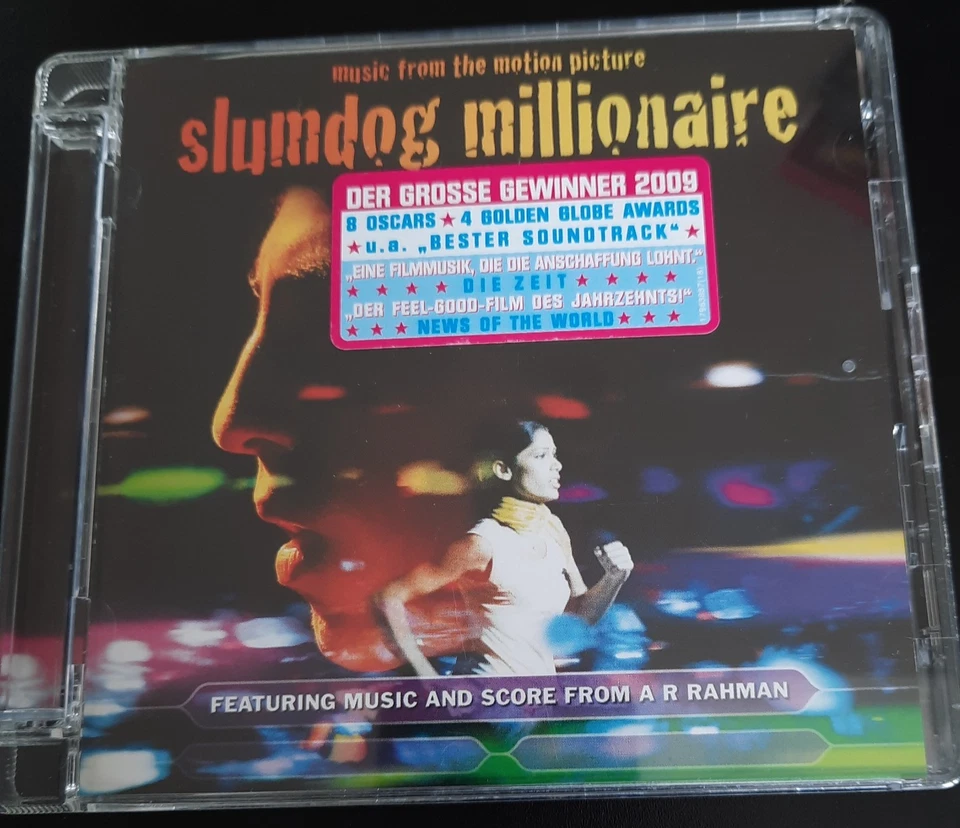 music from the motion picture
slumdog millionaire
DER GROSSE GEWINNER 2009
8 OSCARS ★ 4 GOLDEN GLOBE AWARDS
★ u.a. „BESTER SOUNDTRACK“ ★
„EINE FILMMUSIK, DIE DIE ANSCHAFFUNG LOHNT.“
★ ★ ★ ★ DIE ZEIT ★ ★ ★ ★
„DER FEEL-GOOD-FILM DES JAHRZEHNTS!“
★ ★ ★ NEWS OF THE WORLD ★ ★ ★
FEATURING MUSIC AND SCORE FROM A R RAHMAN